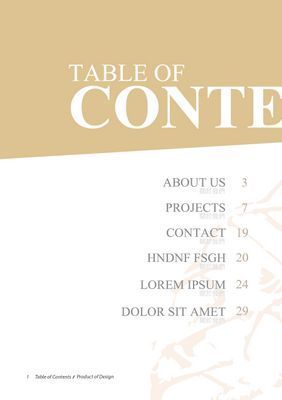 TABLE OF
CONTE
ABOUT US 3
PROJECTS 7
CONTACT 19
HNDNF FSGH 20
LOREM IPSUM 24
DOLOR SIT AMET 29
1 Table of Contents / Product of Design